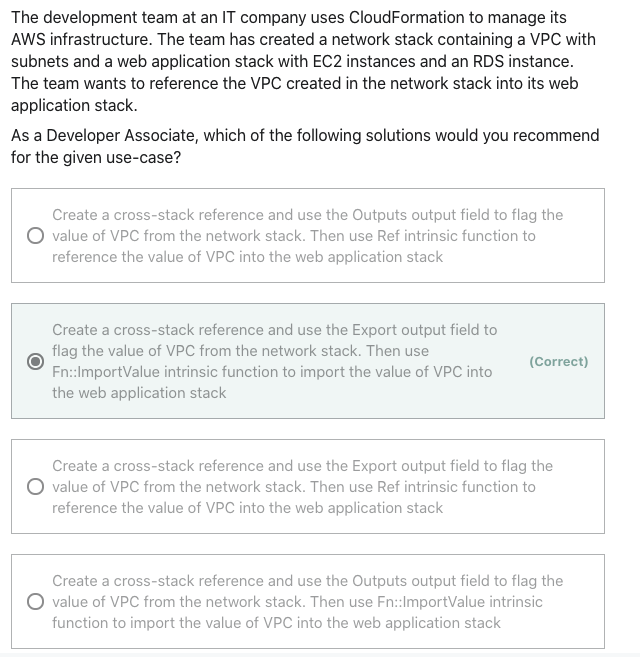 The development team at an IT company uses CloudFormation to manage its
AWS infrastructure. The team has created a network stack containing a VPC with
subnets and a web application stack with EC2 instances and an RDS instance.
The team wants to reference the VPC created in the network stack into its web
application stack.
As a Developer Associate, which of the following solutions would you recommend
for the given use-case?
Create a cross-stack reference and use the Outputs output field to flag the
value of VPC from the network stack. Then use Ref intrinsic function to
reference the value of VPC into the web application stack
Create a cross-stack reference and use the Export output field to
flag the value of VPC from the network stack. Then use
Fn::ImportValue intrinsic function to import the value of VPC into
the web application stack
(Correct)
Create a cross-stack reference and use the Export output field to flag the
value of VPC from the network stack. Then use Ref intrinsic function to
reference the value of VPC into the web application stack
Create a cross-stack reference and use the Outputs output field to flag the
value of VPC from the network stack. Then use Fn::ImportValue intrinsic
function to import the value of VPC into the web application stack